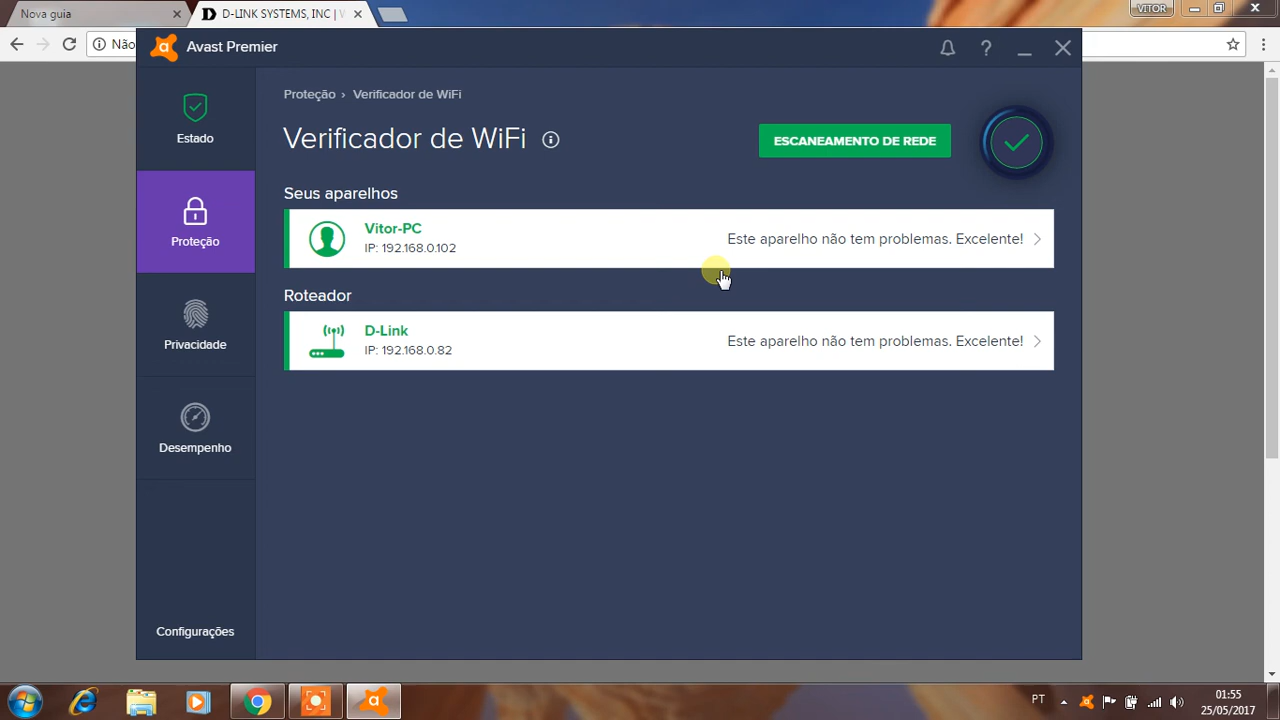 Nova guia
D-LINK SYSTEMS, INC | W
VITOR
Não
Avast Premier
Estado
Proteção
Privacidade
Desempenho
Configurações
Proteção › Verificador de WiFi
Verificador de WiFi
ESCANEAMENTO DE REDE
Seus aparelhos
Vitor-PC
IP: 192.168.0.102
Este aparelho não tem problemas. Excelente!
Roteador
D-Link
IP: 192.168.0.82
Este aparelho não tem problemas. Excelente!
PT
01:55
25/05/2017